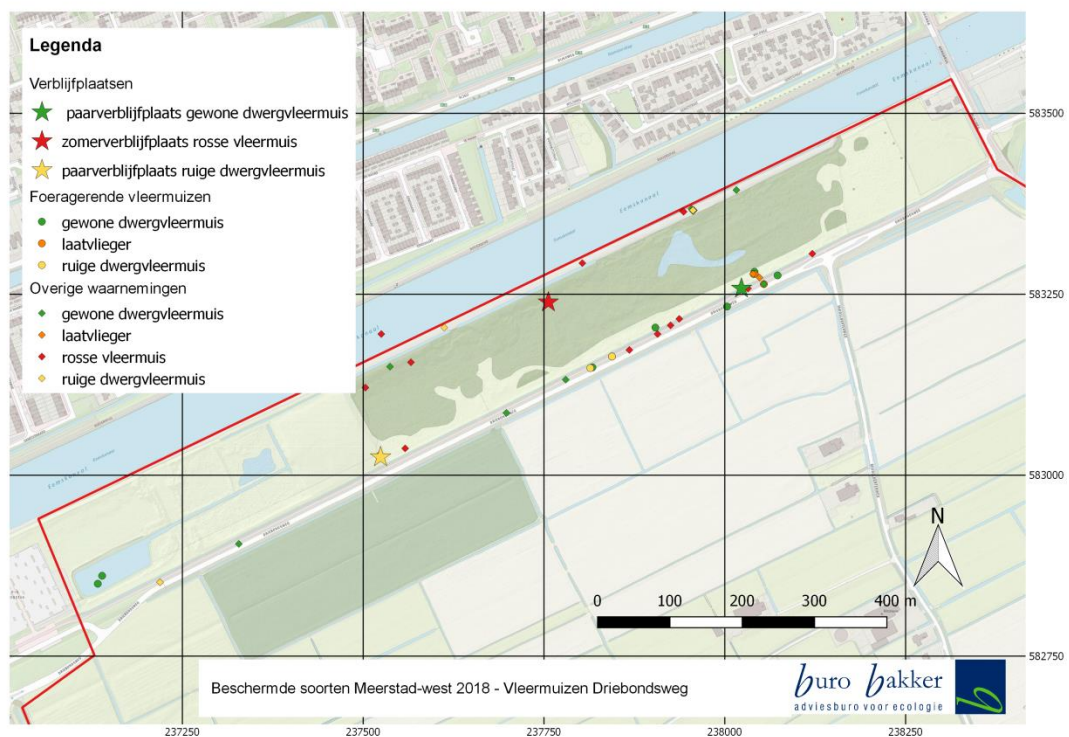 Legenda
Verblijfplaatsen
paarverblijfplaats gewone dwergvleermuis
zomerverblijfplaats rosse vleermuis
paarverblijfplaats ruige dwergvleermuis
Foeragerende vleermuizen
gewone dwergvleermuis
laatvlieger
ruige dwergvleermuis
Overige waarnemingen
gewone dwergvleermuis
laatvlieger
rosse vleermuis
ruige dwergvleermuis
Eemskanaal
583500
583250
583000
582750
N
0 100 200 300 400 m
Beschermde soorten Meerstad-west 2018 - Vleermuizen Driebondsweg
buro bakker
adviesburo voor ecologie
b
237250 237500 237750 238000 238250